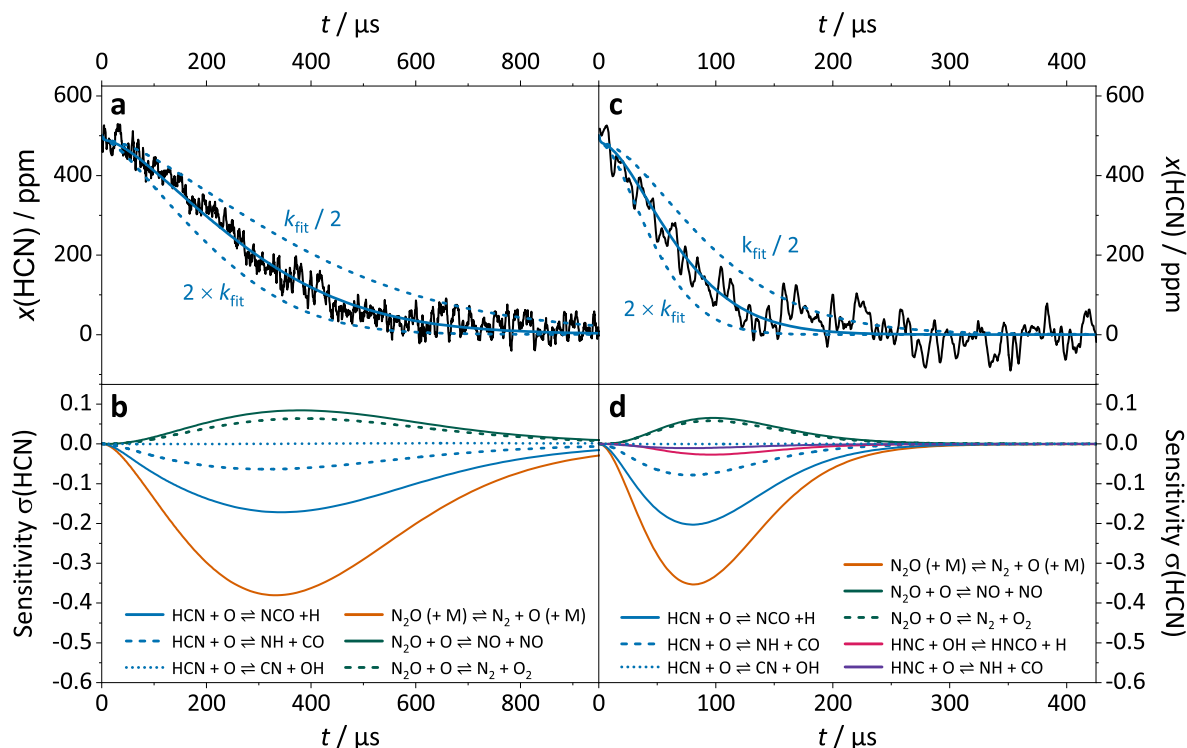 t / µs
t / µs
0 200 400 600 800
0 100 200 300 400
600
400
200
0
x(HCN) / ppm
a
k_fit / 2
2 × k_fit
c
k_fit / 2
2 × k_fit
600
400
200
0
x(HCN) / ppm
0.1
0.0
-0.1
-0.2
-0.3
-0.4
-0.5
-0.6
Sensitivity σ(HCN)
b
HCN + O ⇌ NCO + H
HCN + O ⇌ NH + CO
HCN + O ⇌ CN + OH
N₂O (+ M) ⇌ N₂ + O (+ M)
N₂O + O ⇌ NO + NO
N₂O + O ⇌ N₂ + O₂
d
HCN + O ⇌ NCO + H
HCN + O ⇌ NH + CO
HCN + O ⇌ CN + OH
N₂O (+ M) ⇌ N₂ + O (+ M)
N₂O + O ⇌ NO + NO
N₂O + O ⇌ N₂ + O₂
HNC + OH ⇌ HNCO + H
HNC + O ⇌ NH + CO
0.1
0.0
-0.1
-0.2
-0.3
-0.4
-0.5
-0.6
Sensitivity σ(HCN)
0 200 400 600 800
0 100 200 300 400
t / µs
t / µs